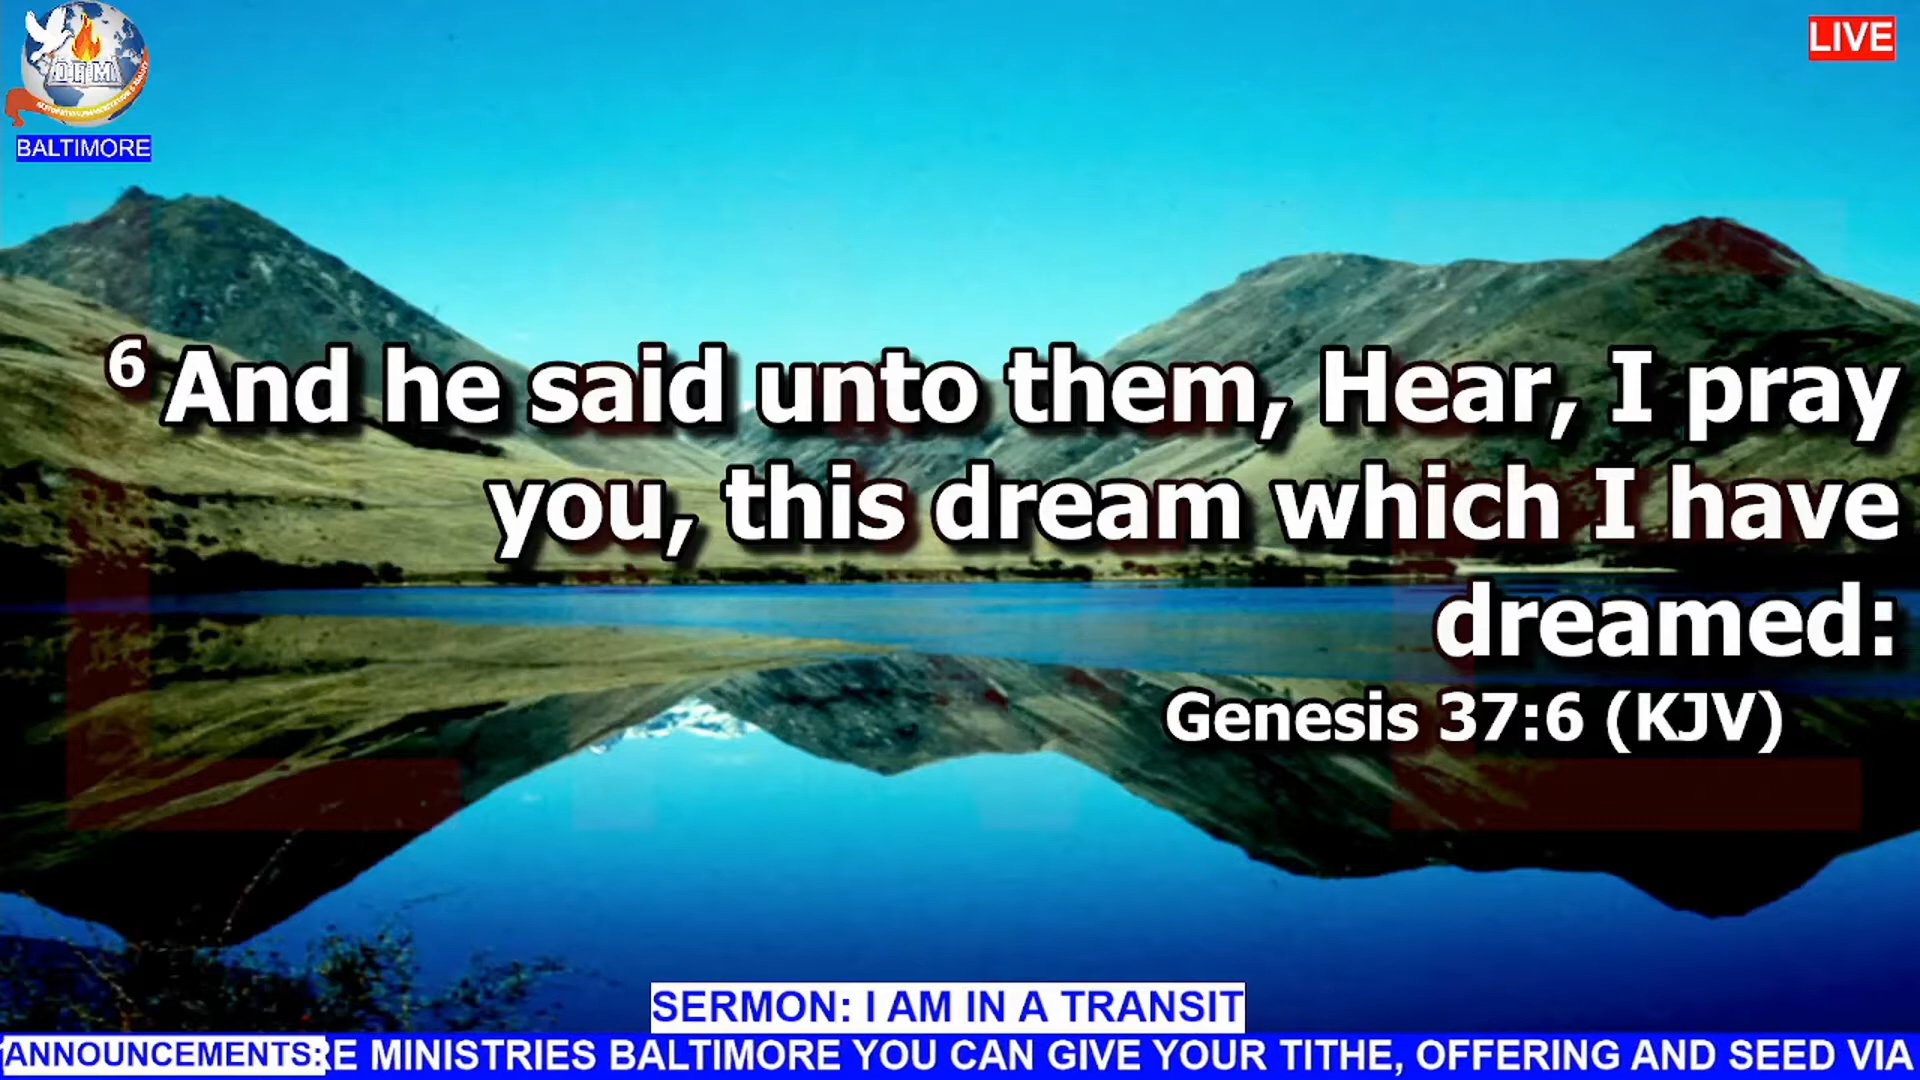 LIVE
BALTIMORE
6 And he said unto them, Hear, I pray
you, this dream which I have
dreamed:
Genesis 37:6 (KJV)
SERMON: I AM IN A TRANSIT
ANNOUNCEMENTS: RE MINISTRIES BALTIMORE YOU CAN GIVE YOUR TITHE, OFFERING AND SEED VIA